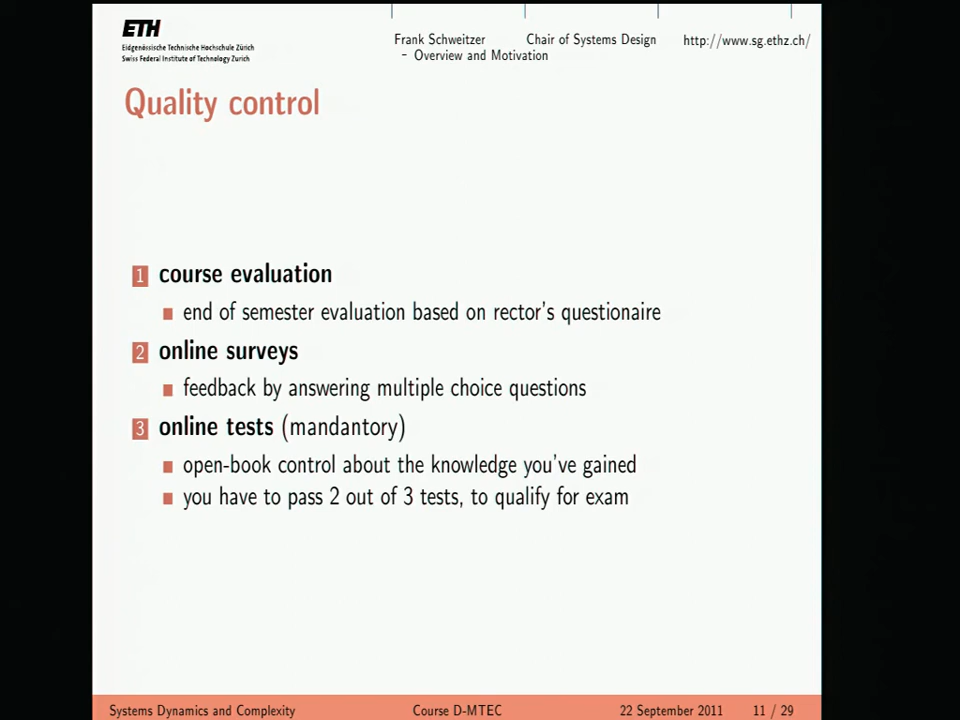 ETH
Eidgenössische Technische Hochschule Zürich
Swiss Federal Institute of Technology Zurich
Frank Schweitzer Chair of Systems Design http://www.sg.ethz.ch/
– Overview and Motivation
Quality control
1 course evaluation
end of semester evaluation based on rector's questionaire
2 online surveys
feedback by answering multiple choice questions
3 online tests (mandantory)
open-book control about the knowledge you've gained
you have to pass 2 out of 3 tests, to qualify for exam
Systems Dynamics and Complexity Course D-MTEC 22 September 2011 11 / 29